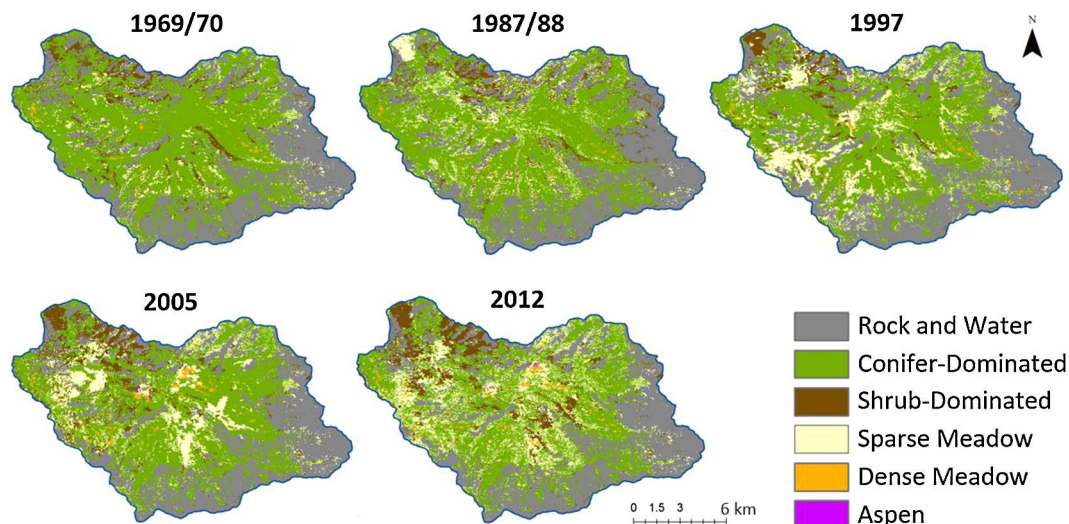 1969/70
1987/88
1997
N
2005
2012
Rock and Water
Conifer-Dominated
Shrub-Dominated
Sparse Meadow
Dense Meadow
Aspen
0 1.5 3 6 km